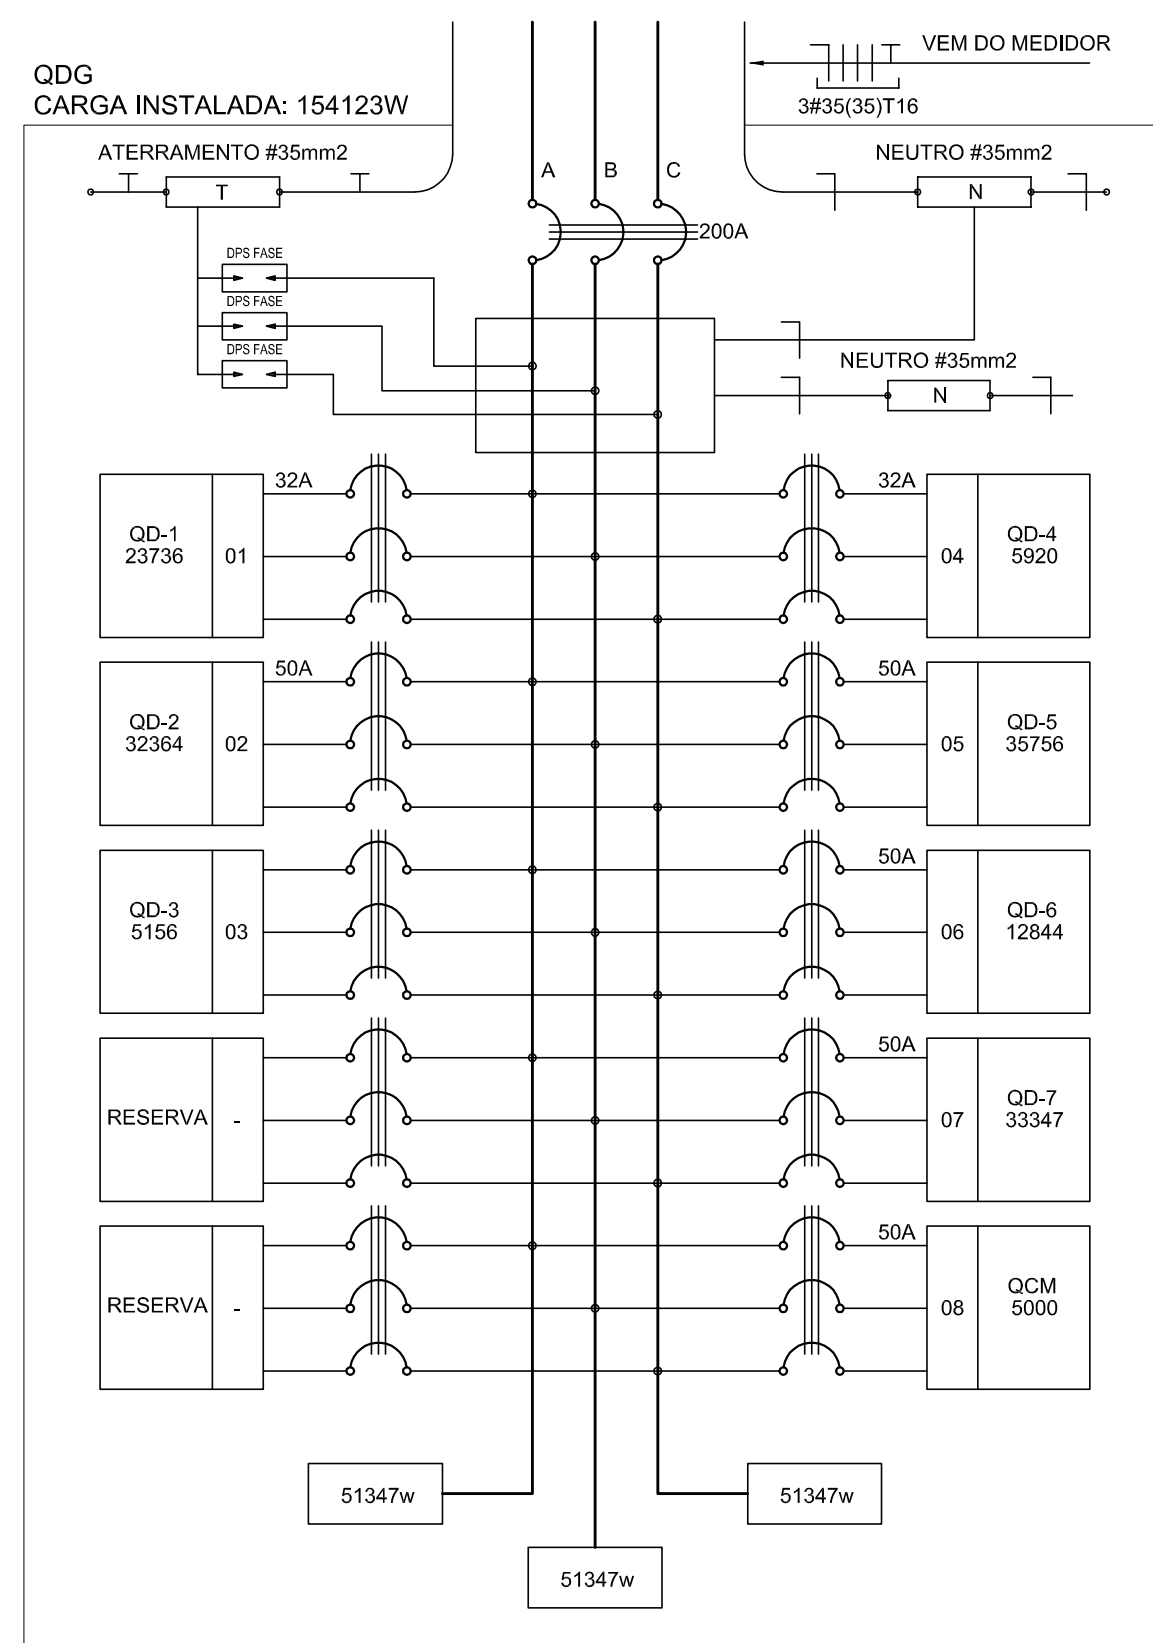 QDG
CARGA INSTALADA: 154123W
VEM DO MEDIDOR
3#35(35)T16
ATERRAMENTO #35mm2
T
A
B
C
NEUTRO #35mm2
N
200A
DPS FASE
DPS FASE
DPS FASE
NEUTRO #35mm2
N
QD-1
23736
01
32A
32A
04
QD-4
5920
QD-2
32364
02
50A
50A
05
QD-5
35756
QD-3
5156
03
50A
06
QD-6
12844
RESERVA
-
50A
07
QD-7
33347
RESERVA
-
50A
08
QCM
5000
51347w
51347w
51347w